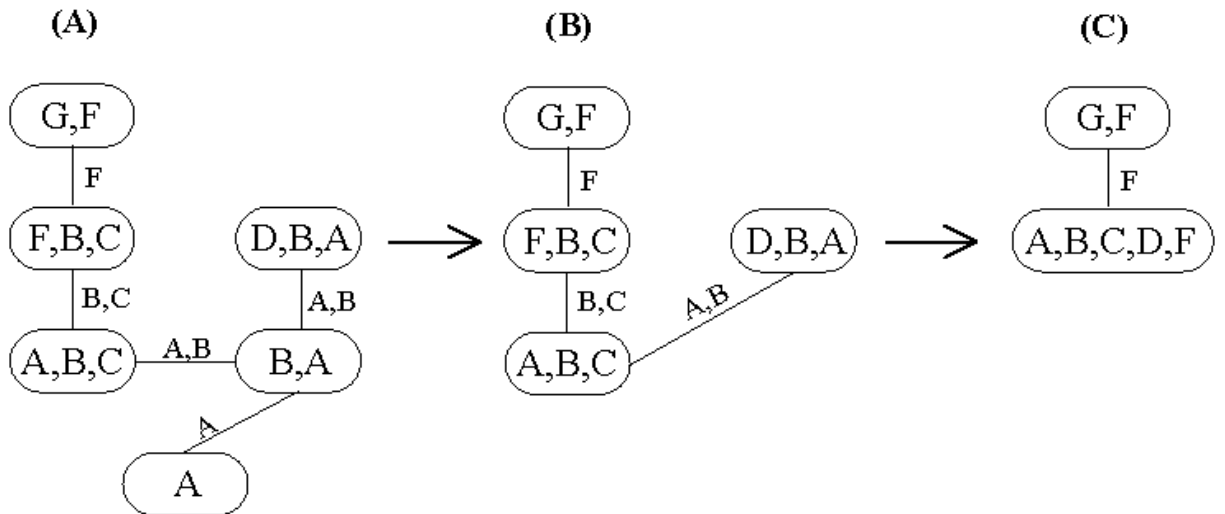 (A)
(B)
(C)
G,F
G,F
G,F
F
F
F
F,B,C
D,B,A
F,B,C
D,B,A
A,B,C,D,F
B,C
A,B
B,C
A,B
A,B,C
A,B
B,A
A,B,C
A
A